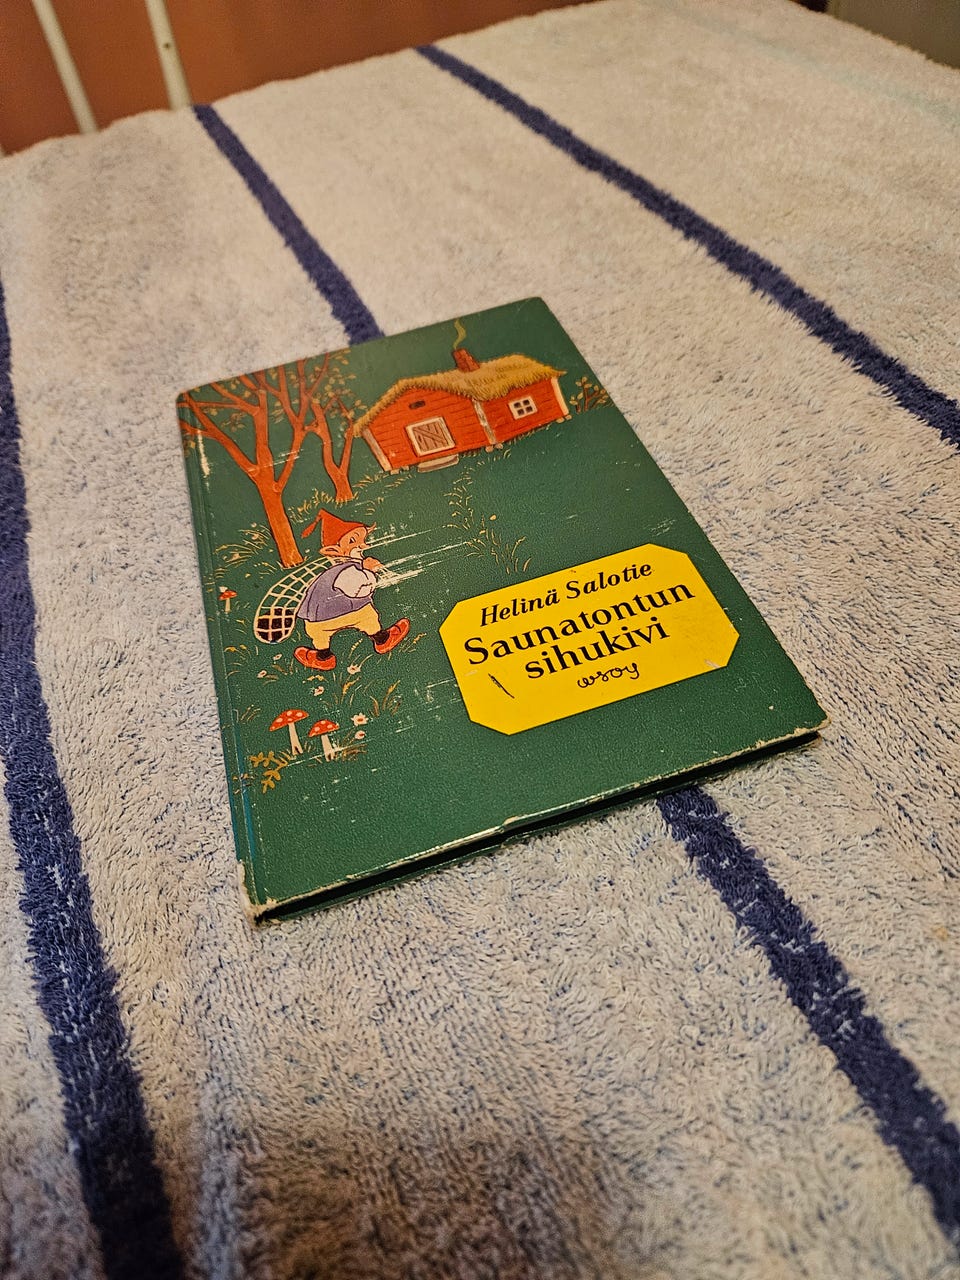 Helinä Salotie
Saunatontun
sihukivi
wsoy